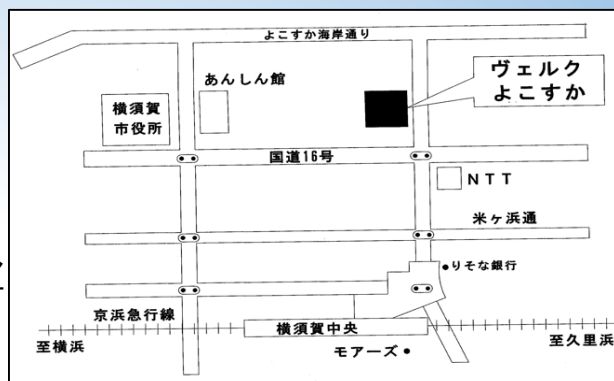 よこすか海岸通り
ヴェルク
よこすか
あんしん館
横須賀
市役所
国道16号
NTT
米ヶ浜通
りそな銀行
京浜急行線
横須賀中央
至横浜
至久里浜
モアーズ